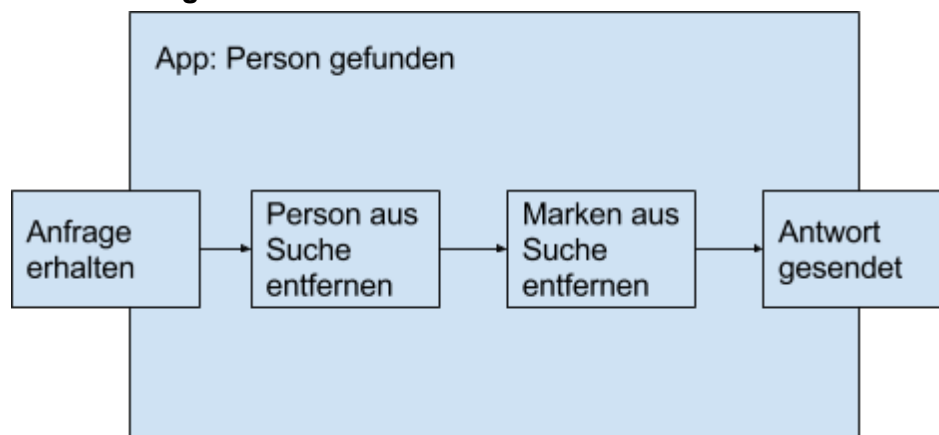 App: Person gefunden
Anfrage
erhalten
Person aus
Suche
entfernen
Marken aus
Suche
entfernen
Antwort
gesendet